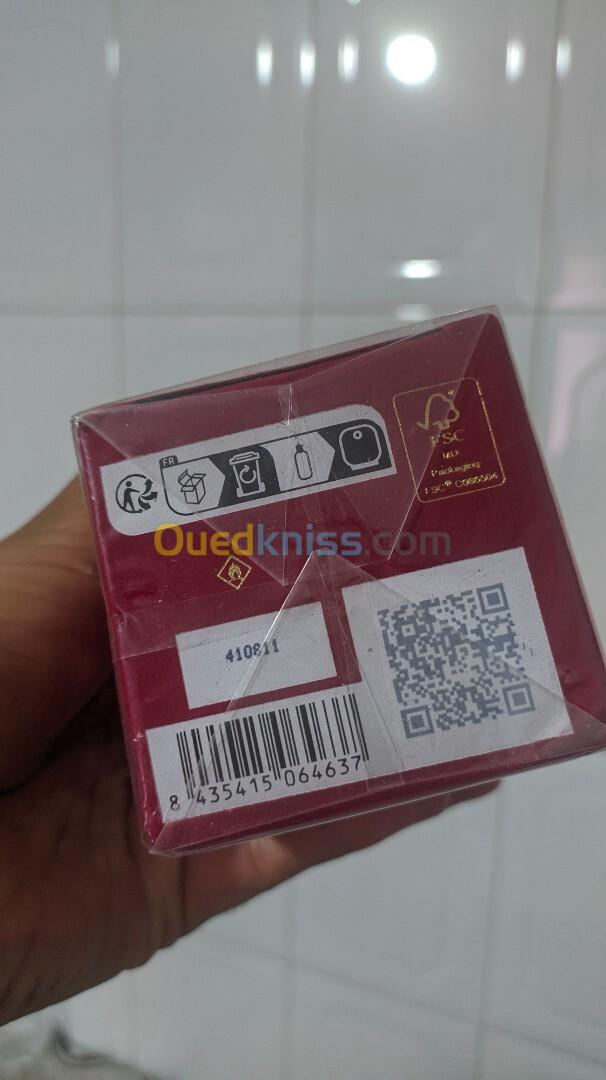 FR
FSC
MIX
Packaging
Ouedkniss.com
410811
8 435415 064637